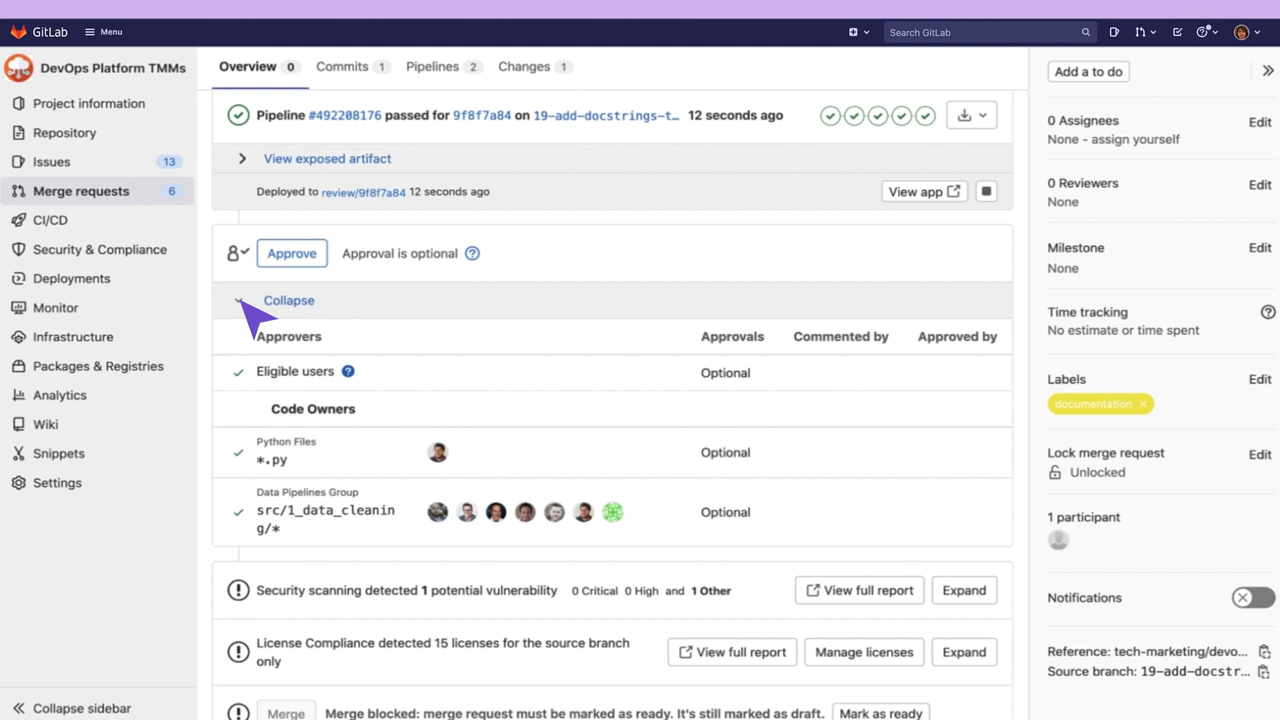 GitLab
Menu
Search GitLab
DevOps Platform TMMs
Project information
Repository
Issues 13
Merge requests 6
CI/CD
Security & Compliance
Deployments
Monitor
Infrastructure
Packages & Registries
Analytics
Wiki
Snippets
Settings
Collapse sidebar
Overview 0 Commits 1 Pipelines 2 Changes 1
Pipeline #492208176 passed for 9f8f7a84 on 19-add-docstrings-t… 12 seconds ago
View exposed artifact
Deployed to review/9f8f7a84 12 seconds ago View app
Approve Approval is optional
Collapse
Approvers Approvals Commented by Approved by
Eligible users Optional
Code Owners
Python Files
*.py Optional
Data Pipelines Group
src/1_data_cleanin
g/* Optional
Security scanning detected 1 potential vulnerability 0 Critical 0 High and 1 Other View full report Expand
License Compliance detected 15 licenses for the source branch
only View full report Manage licenses Expand
Merge Merge blocked: merge request must be marked as ready. It's still marked as draft. Mark as ready
Add a to do
0 Assignees Edit
None - assign yourself
0 Reviewers Edit
None
Milestone Edit
None
Time tracking
No estimate or time spent
Labels Edit
documentation
Lock merge request Edit
Unlocked
1 participant
Notifications
Reference: tech-marketing/devo…
Source branch: 19-add-docstr…